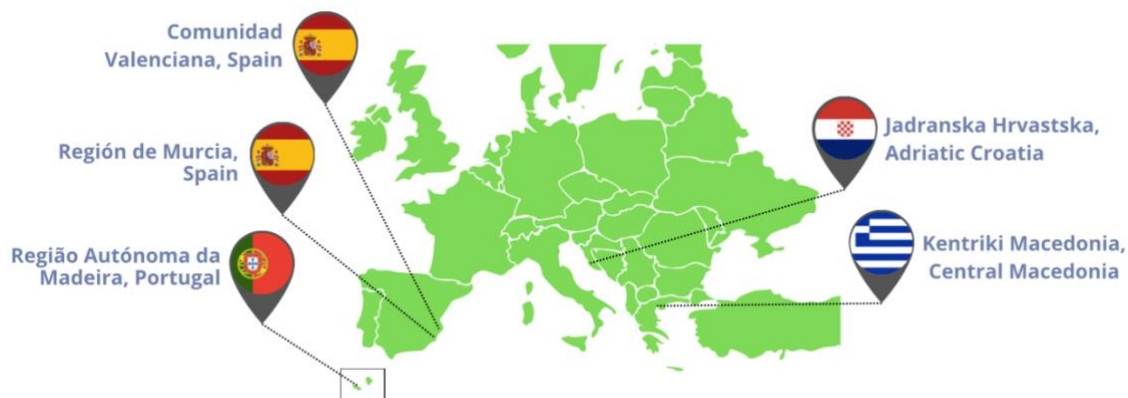 Comunidad
Valenciana, Spain
Región de Murcia,
Spain
Região Autónoma da
Madeira, Portugal
Jadranska Hrvastska,
Adriatic Croatia
Kentriki Macedonia,
Central Macedonia